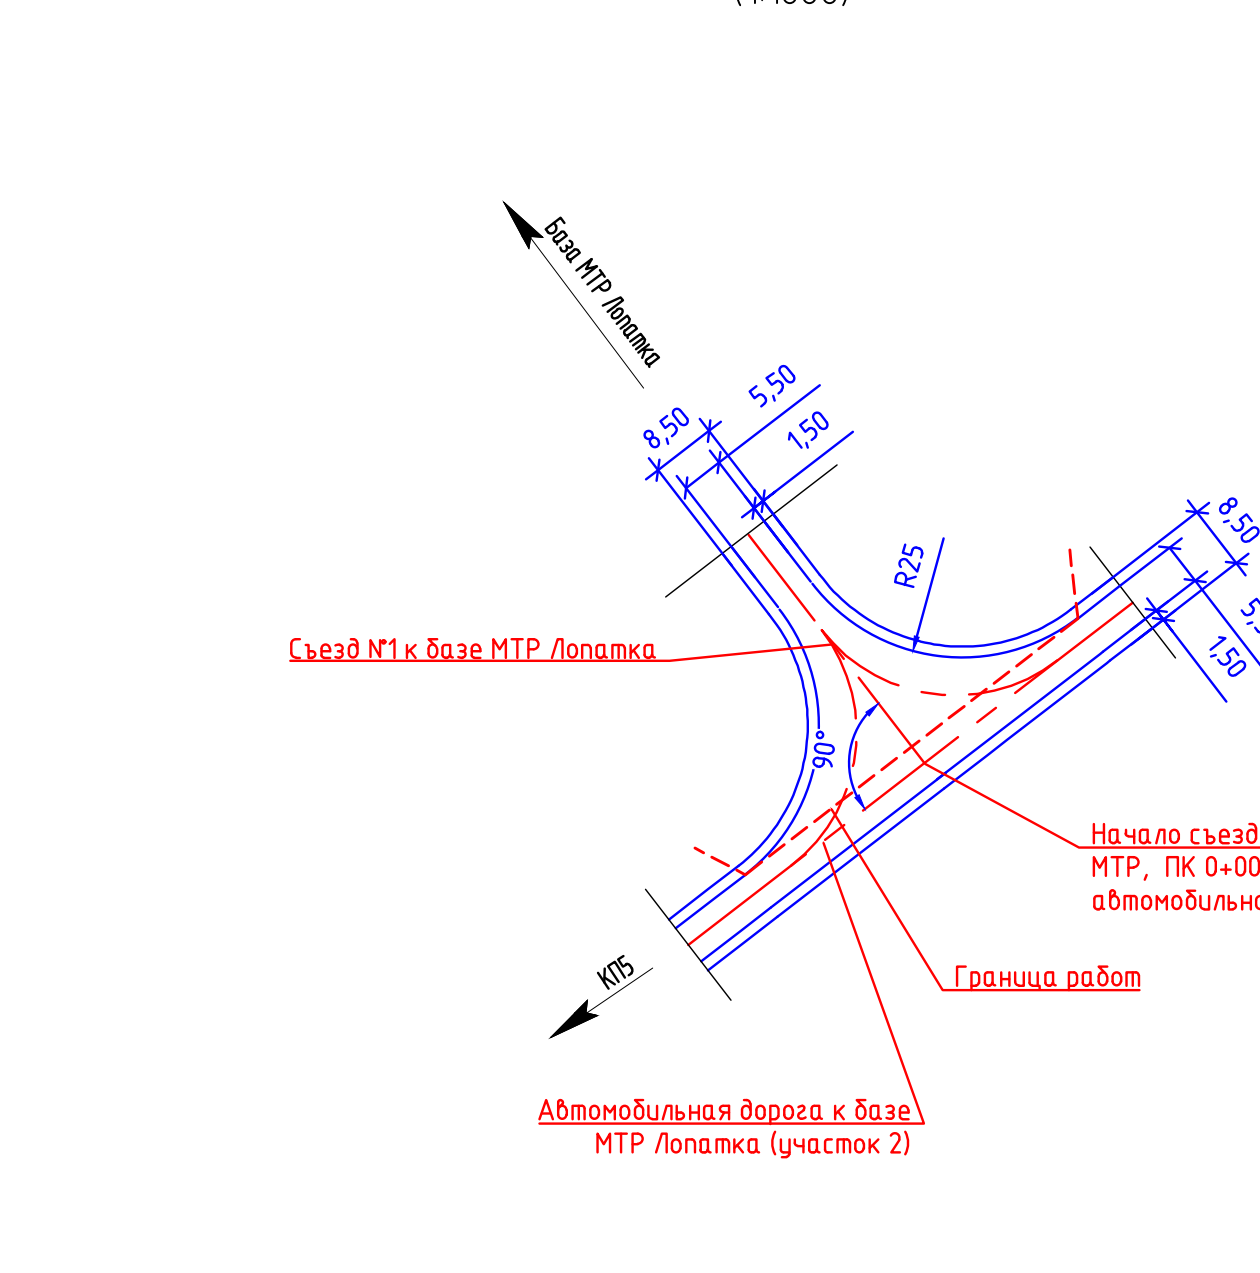 База МТР Лопатка
5,50
8,50
1,50
8,50
R25
1,50
Съезд №1 к базе МТР Лопатка
90°
Начало съезд
МТР, ПК 0+00
автомобильно
КП5
Граница работ
Автомобильная дорога к базе
МТР Лопатка (участок 2)